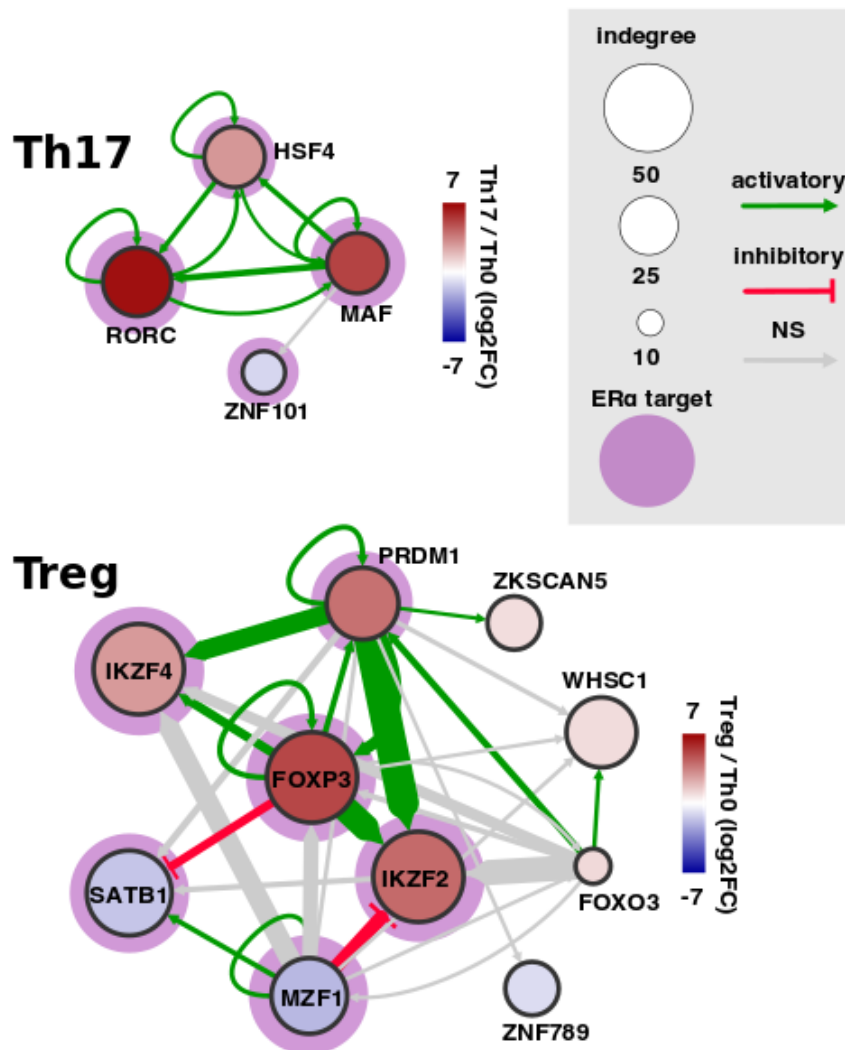 Th17
HSF4
RORC
MAF
ZNF101
7
-7
Th17 / Th0 (log2FC)
indegree
50
25
10
ERα target
activatory
inhibitory
NS
Treg
PRDM1
ZKSCAN5
IKZF4
WHSC1
FOXP3
IKZF2
SATB1
FOXO3
MZF1
ZNF789
7
-7
Treg / Th0 (log2FC)